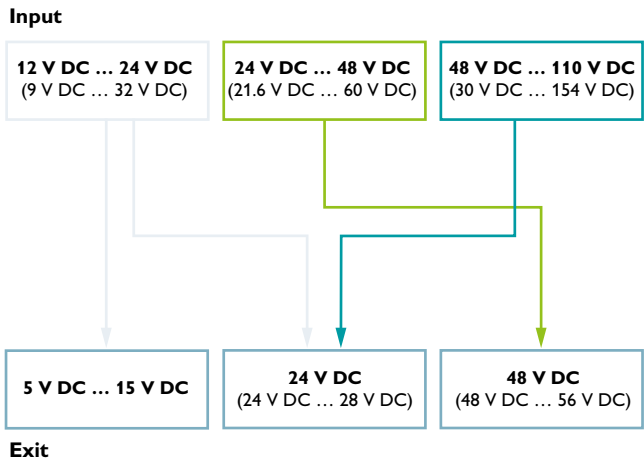 Input
12 V DC … 24 V DC
(9 V DC … 32 V DC)
24 V DC … 48 V DC
(21.6 V DC … 60 V DC)
48 V DC … 110 V DC
(30 V DC … 154 V DC)
5 V DC … 15 V DC
24 V DC
(24 V DC … 28 V DC)
48 V DC
(48 V DC … 56 V DC)
Exit